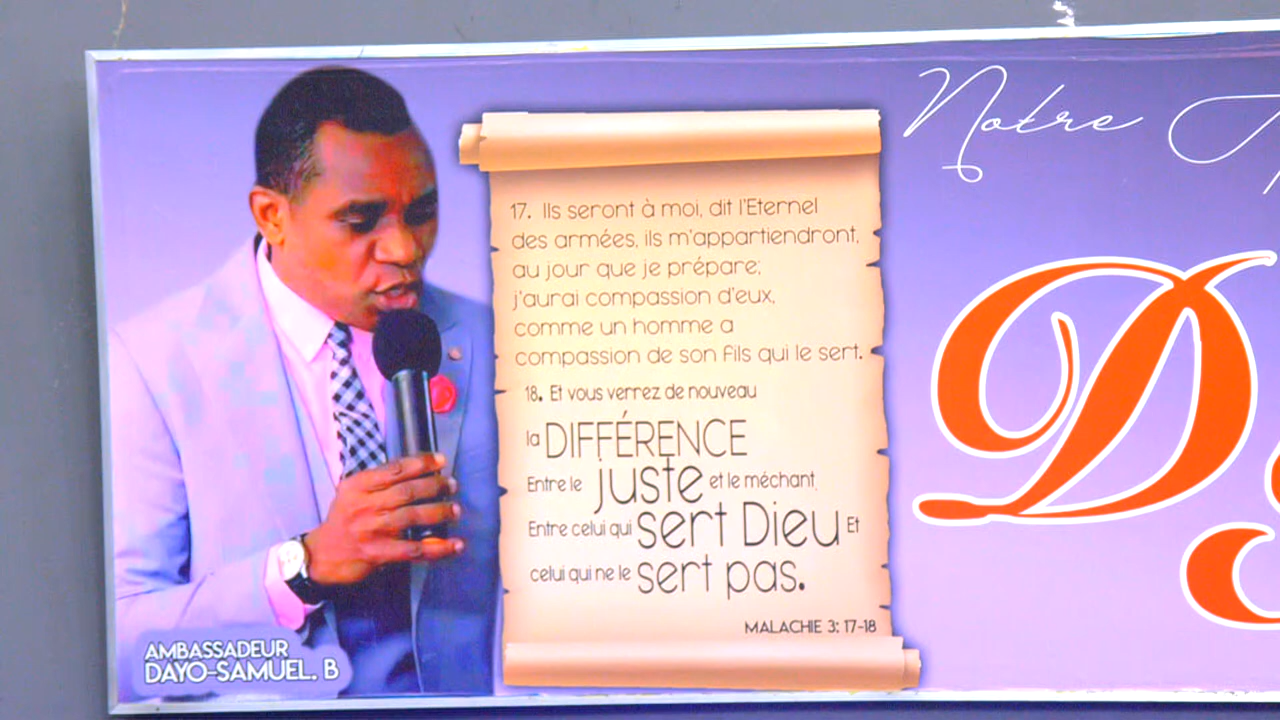 Notre
17. Ils seront à moi, dit l'Eternel
des armées, ils m'appartiendront,
au jour que je prépare;
j'aurai compassion d'eux,
comme un homme a
compassion de son fils qui le sert.
18. Et vous verrez de nouveau
la DIFFÉRENCE
Entre le juste et le méchant,
Entre celui qui sert Dieu Et
celui qui ne le sert pas.
MALACHIE 3: 17-18
AMBASSADEUR
DAYO-SAMUEL. B